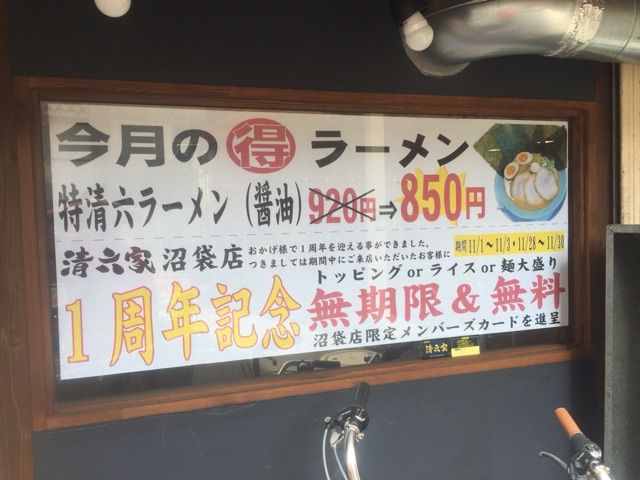 今月の得ラーメン
特清六ラーメン(醤油)920円⇒850円
清六家 沼袋店
おかげ様で1周年を迎える事ができました。
つきましては期間中にご来店いただいたお客様に
期間 11/1〜11/3・11/28〜11/30
トッピング or ライス or 麺大盛り
1周年記念 無期限&無料
沼袋店限定メンバーズカードを進呈
清六家